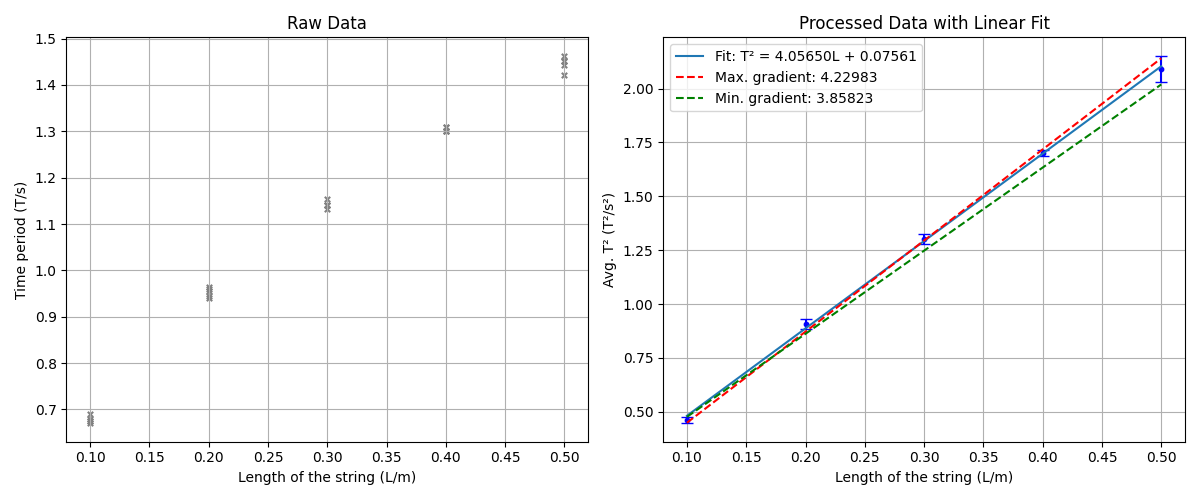 Raw Data
Time period (T/s)
1.5
1.4
1.3
1.2
1.1
1.0
0.9
0.8
0.7
0.10 0.15 0.20 0.25 0.30 0.35 0.40 0.45 0.50
Length of the string (L/m)
Processed Data with Linear Fit
Fit: T² = 4.05650L + 0.07561
Max. gradient: 4.22983
Min. gradient: 3.85823
Avg. T² (T²/s²)
2.00
1.75
1.50
1.25
1.00
0.75
0.50
0.10 0.15 0.20 0.25 0.30 0.35 0.40 0.45 0.50
Length of the string (L/m)